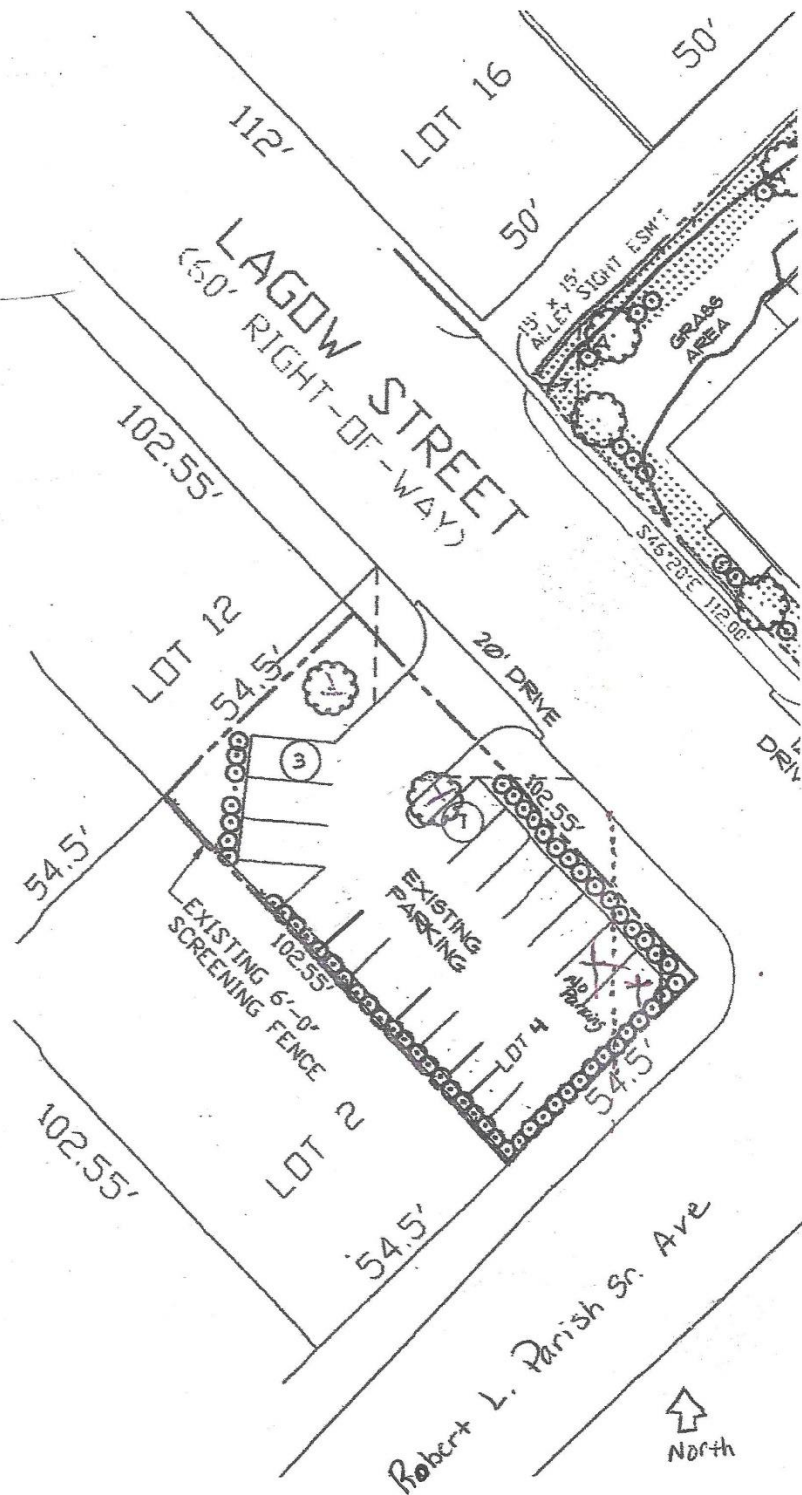 50'
LOT 16
112'
50'
LAGOW STREET
(60' RIGHT-OF-WAY)
15' x 15'
ALLEY SIGHT ESM'T
GRASS
AREA
102.55'
S46°20'E 112.00'
LOT 12
54.5'
20' DRIVE
DRIV
3
102.55'
7
54.5'
EXISTING
PARKING
EXISTING 6'-0"
SCREENING FENCE
102.55'
NO
PARKING
LOT 4
54.5'
LOT 2
102.55'
54.5'
Robert L. Parish Sr. Ave
North